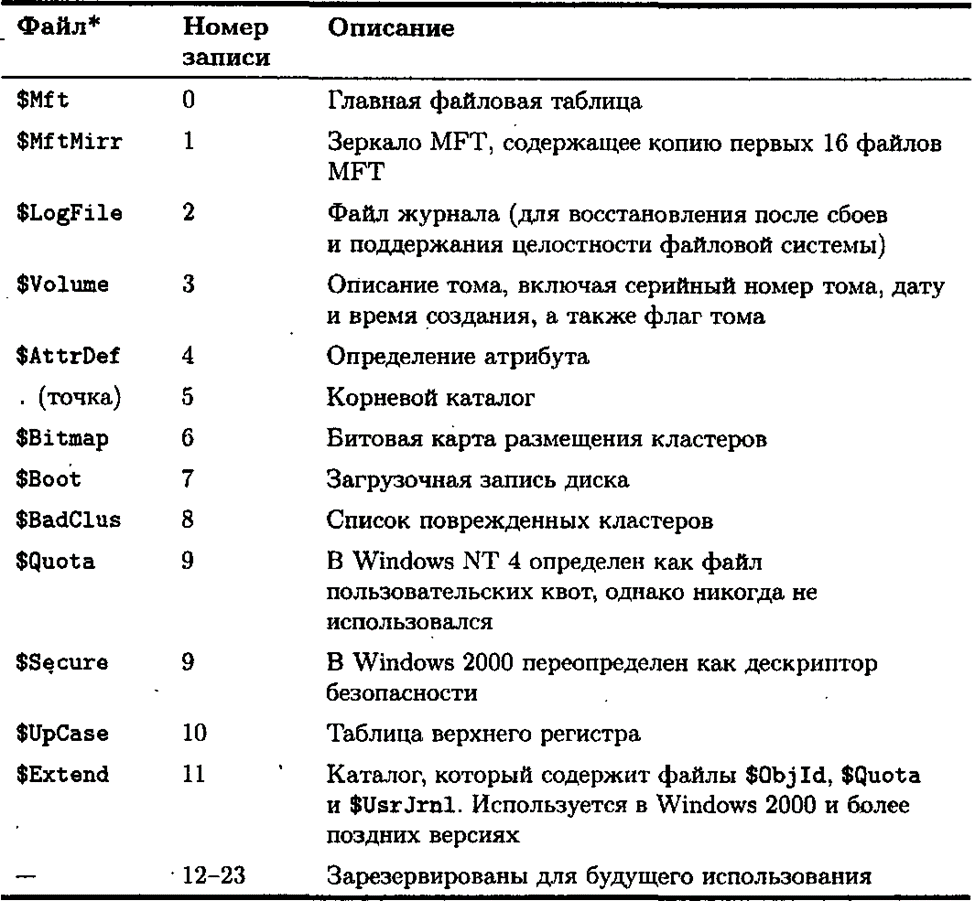 Файл* Номер Описание
записи
$Mft 0 Главная файловая таблица
$MftMirr 1 Зеркало MFT, содержащее копию первых 16 файлов
MFT
$LogFile 2 Файл журнала (для восстановления после сбоев
и поддержания целостности файловой системы)
$Volume 3 Описание тома, включая серийный номер тома, дату
и время создания, а также флаг тома
$AttrDef 4 Определение атрибута
. (точка) 5 Корневой каталог
$Bitmap 6 Битовая карта размещения кластеров
$Boot 7 Загрузочная запись диска
$BadClus 8 Список поврежденных кластеров
$Quota 9 В Windows NT 4 определен как файл
пользовательских квот, однако никогда не
использовался
$Secure 9 В Windows 2000 переопределен как дескриптор
безопасности
$UpCase 10 Таблица верхнего регистра
$Extend 11 Каталог, который содержит файлы $ObjId, $Quota
и $UsrJrnl. Используется в Windows 2000 и более
поздних версиях
— 12–23 Зарезервированы для будущего использования